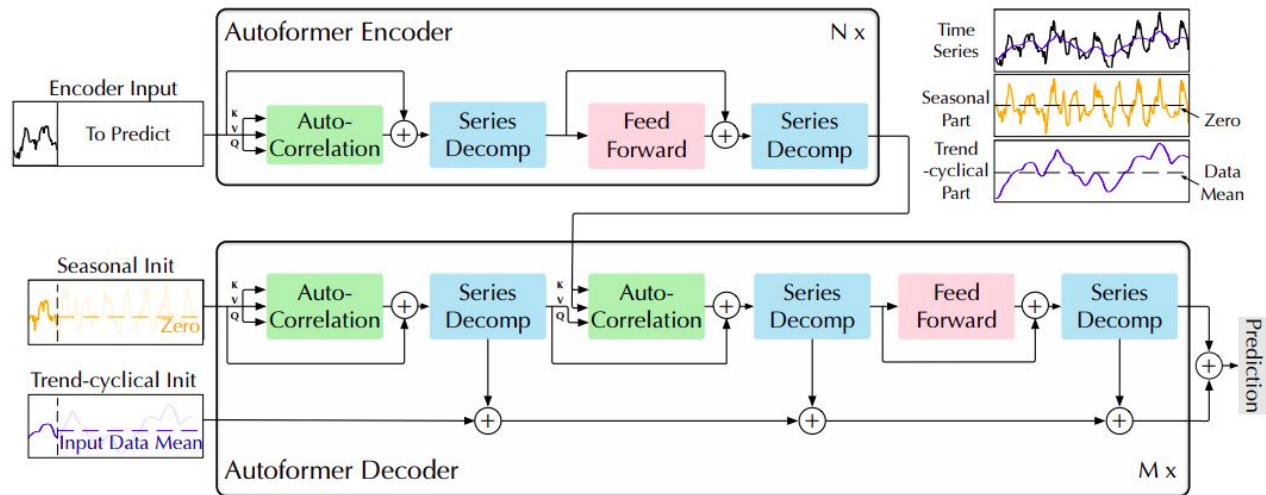 Autoformer Encoder
N x
Encoder Input
To Predict
K
V
Q
Auto-
Correlation
+
Series
Decomp
Feed
Forward
+
Series
Decomp
Time
Series
Seasonal
Part
Zero
Trend
-cyclical
Part
Data
Mean
Seasonal Init
Zero
K
V
Q
Auto-
Correlation
+
Series
Decomp
K
V
Q
Auto-
Correlation
+
Series
Decomp
Feed
Forward
+
Series
Decomp
+
Prediction
Trend-cyclical Init
Input Data Mean
+
+
+
Autoformer Decoder
M x